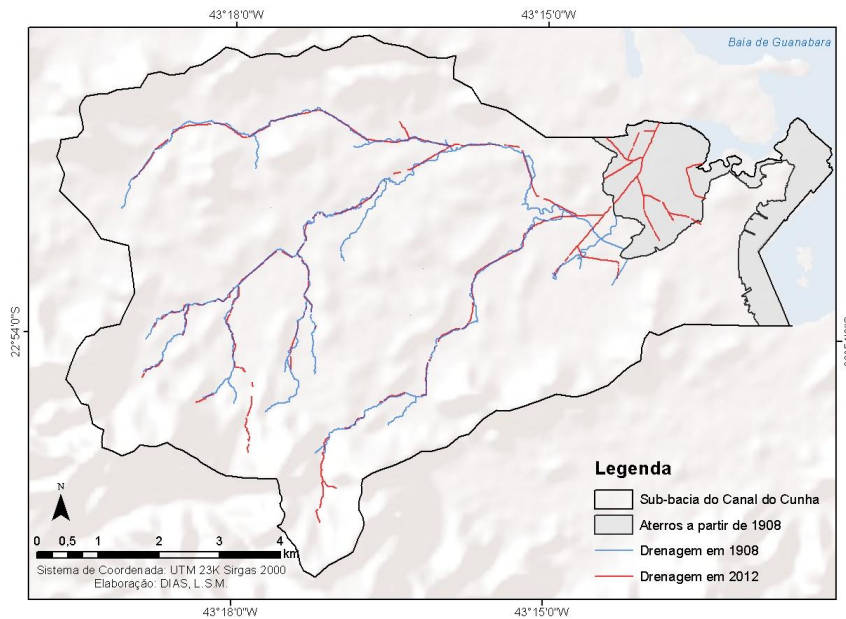 43°18'0"W 43°15'0"W
Baía de Guanabara
22°54'0"S
Legenda
Sub-bacia do Canal do Cunha
Aterros a partir de 1908
Drenagem em 1908
Drenagem em 2012
N
0 0,5 1 2 3 4
km
Sistema de Coordenada: UTM 23K Sirgas 2000
Elaboração: DIAS, L.S.M.
43°18'0"W 43°15'0"W